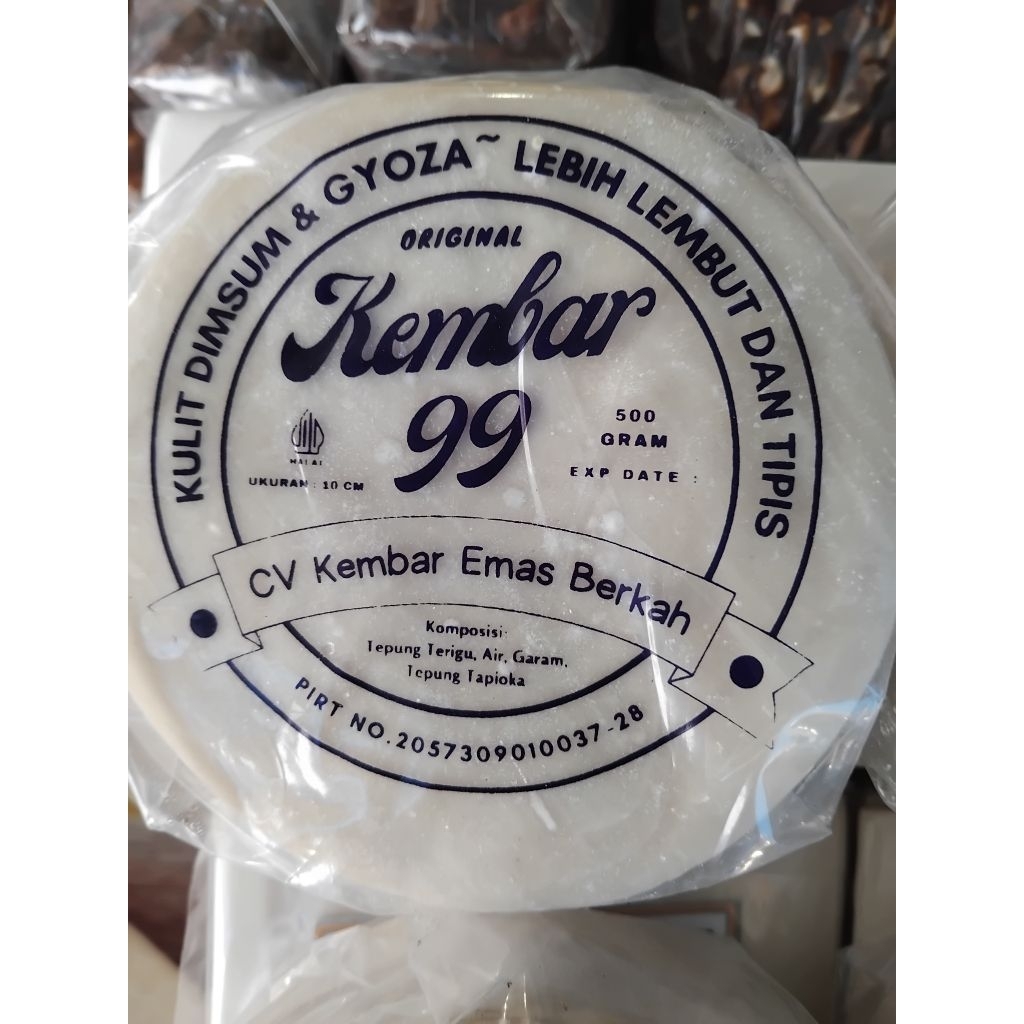 KULIT DIMSUM & GYOZA ~ LEBIH LEMBUT DAN TIPIS
ORIGINAL
Kembar
99
HALAL
UKURAN : 10 CM
500
GRAM
EXP DATE :
CV Kembar Emas Berkah
Komposisi:
Tepung Terigu, Air, Garam,
Tepung Tapioka
PIRT NO.2057309010037-28